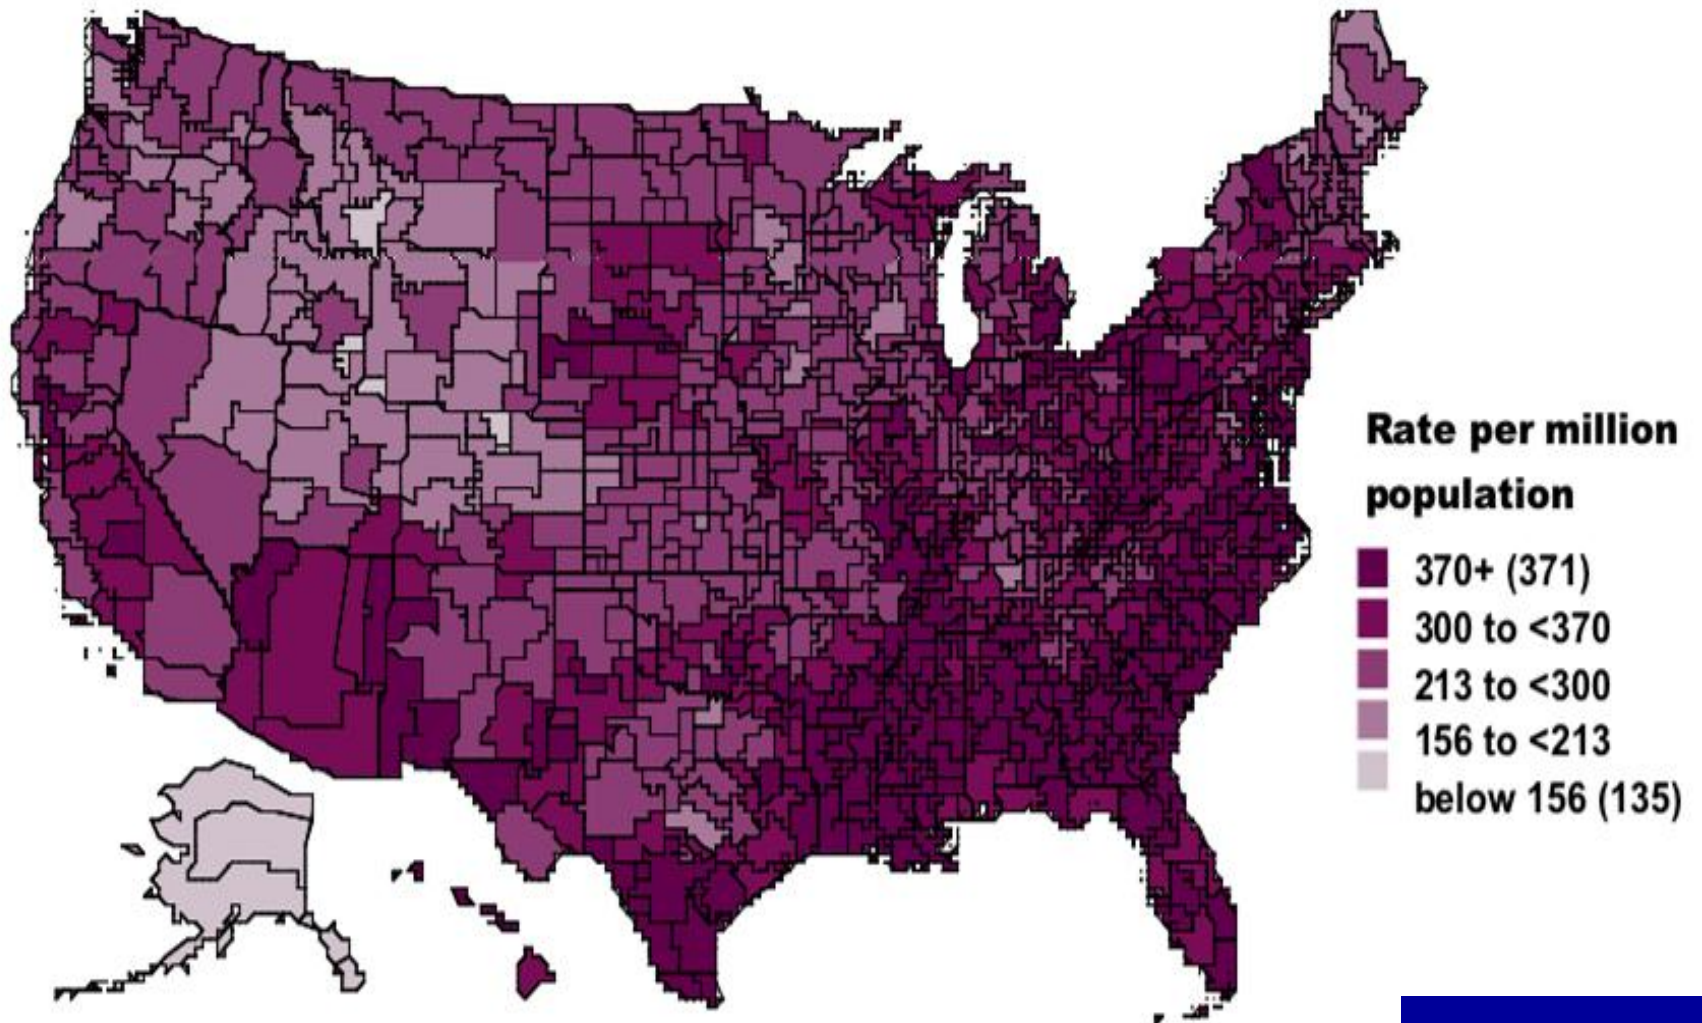 Rate per million
population
370+ (371)
300 to <370
213 to <300
156 to <213
below 156 (135)